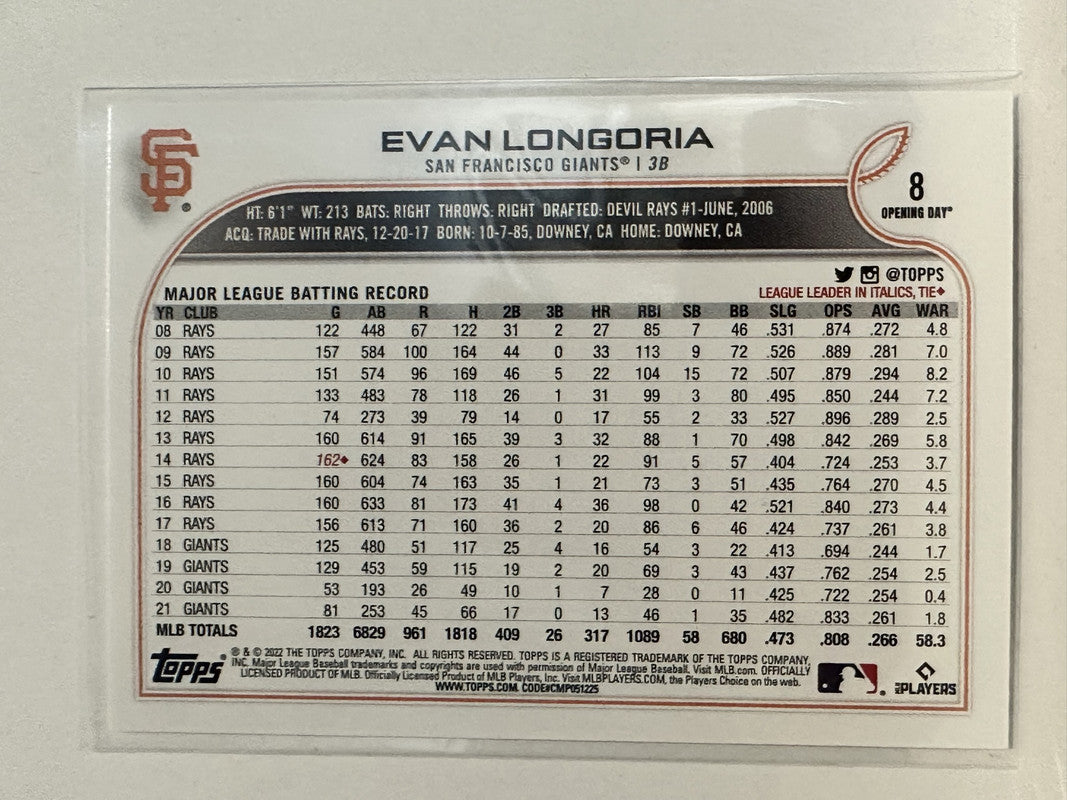 SF
EVAN LONGORIA
SAN FRANCISCO GIANTS® | 3B
8
OPENING DAY®
HT: 6'1" WT: 213 BATS: RIGHT THROWS: RIGHT DRAFTED: DEVIL RAYS #1-JUNE, 2006
ACQ: TRADE WITH RAYS, 12-20-17 BORN: 10-7-85, DOWNEY, CA HOME: DOWNEY, CA
@TOPPS
MAJOR LEAGUE BATTING RECORD LEAGUE LEADER IN ITALICS, TIE♦
YR CLUB G AB R H 2B 3B HR RBI SB BB SLG OPS AVG WAR
08 RAYS 122 448 67 122 31 2 27 85 7 46 .531 .874 .272 4.8
09 RAYS 157 584 100 164 44 0 33 113 9 72 .526 .889 .281 7.0
10 RAYS 151 574 96 169 46 5 22 104 15 72 .507 .879 .294 8.2
11 RAYS 133 483 78 118 26 1 31 99 3 80 .495 .850 .244 7.2
12 RAYS 74 273 39 79 14 0 17 55 2 33 .527 .896 .289 2.5
13 RAYS 160 614 91 165 39 3 32 88 1 70 .498 .842 .269 5.8
14 RAYS 162♦ 624 83 158 26 1 22 91 5 57 .404 .724 .253 3.7
15 RAYS 160 604 74 163 35 1 21 73 3 51 .435 .764 .270 4.5
16 RAYS 160 633 81 173 41 4 36 98 0 42 .521 .840 .273 4.4
17 RAYS 156 613 71 160 36 2 20 86 6 46 .424 .737 .261 3.8
18 GIANTS 125 480 51 117 25 4 16 54 3 22 .413 .694 .244 1.7
19 GIANTS 129 453 59 115 19 2 20 69 3 43 .437 .762 .254 2.5
20 GIANTS 53 193 26 49 10 1 7 28 0 11 .425 .722 .254 0.4
21 GIANTS 81 253 45 66 17 0 13 46 1 35 .482 .833 .261 1.8
MLB TOTALS 1823 6829 961 1818 409 26 317 1089 58 680 .473 .808 .266 58.3
topps®
® & © 2022 THE TOPPS COMPANY, INC. ALL RIGHTS RESERVED. TOPPS IS A REGISTERED TRADEMARK OF THE TOPPS COMPANY,
INC. Major League Baseball trademarks and copyrights are used with permission of Major League Baseball. Visit MLB.com. OFFICIALLY
LICENSED PRODUCT OF MLB. Officially Licensed Product of MLB Players, Inc. Visit MLBPLAYERS.COM, the Players Choice on the web.
WWW.TOPPS.COM. CODE#CMP051225
MLB PLAYERS